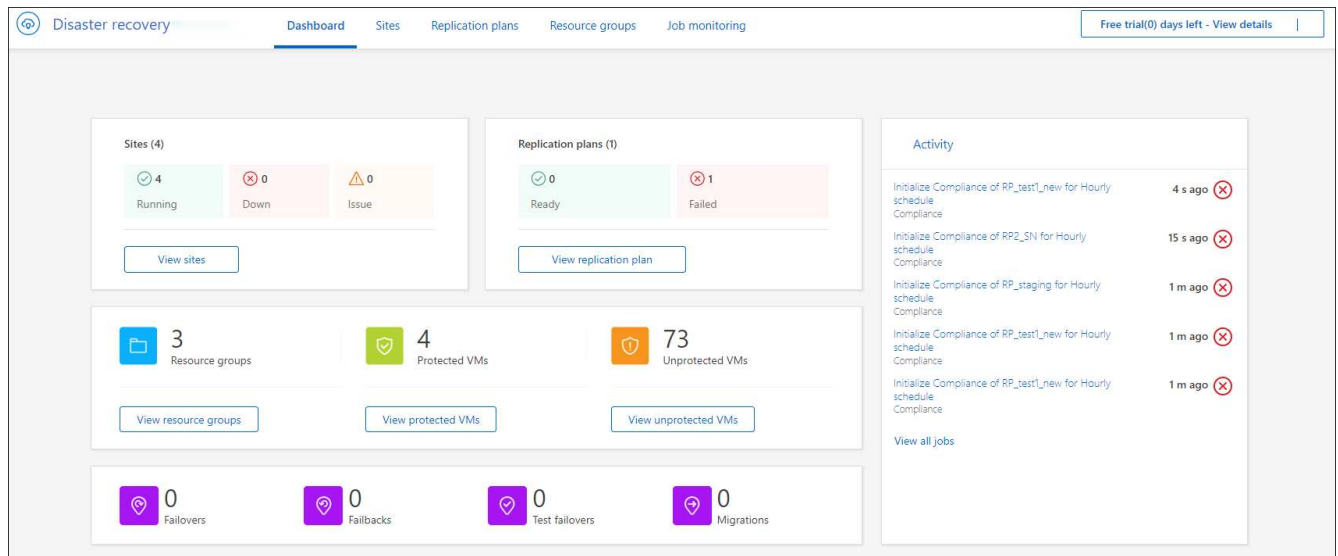 Disaster recovery
Dashboard
Sites
Replication plans
Resource groups
Job monitoring
Free trial(0) days left - View details
Sites (4)
4
Running
0
Down
0
Issue
View sites
Replication plans (1)
0
Ready
1
Failed
View replication plan
3
Resource groups
View resource groups
4
Protected VMs
View protected VMs
73
Unprotected VMs
View unprotected VMs
0
Failovers
0
Failbacks
0
Test failovers
0
Migrations
Activity
Initialize Compliance of RP_test1_new for Hourly
schedule
Compliance
4 s ago
Initialize Compliance of RP2_SN for Hourly
schedule
Compliance
15 s ago
Initialize Compliance of RP_staging for Hourly
schedule
Compliance
1 m ago
Initialize Compliance of RP_test1_new for Hourly
schedule
Compliance
1 m ago
Initialize Compliance of RP_test1_new for Hourly
schedule
Compliance
1 m ago
View all jobs